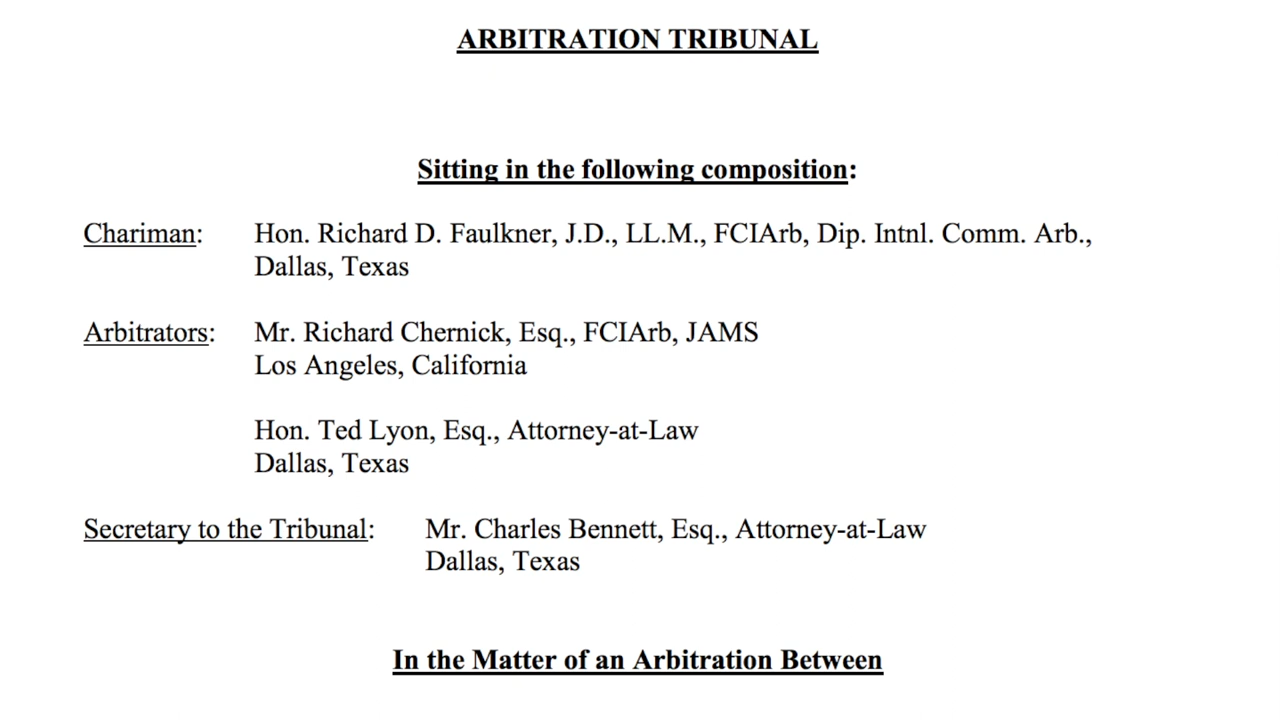 ARBITRATION TRIBUNAL
Sitting in the following composition:
Chariman: Hon. Richard D. Faulkner, J.D., LL.M., FCIArb, Dip. Intnl. Comm. Arb.,
Dallas, Texas
Arbitrators: Mr. Richard Chernick, Esq., FCIArb, JAMS
Los Angeles, California
Hon. Ted Lyon, Esq., Attorney-at-Law
Dallas, Texas
Secretary to the Tribunal: Mr. Charles Bennett, Esq., Attorney-at-Law
Dallas, Texas
In the Matter of an Arbitration Between